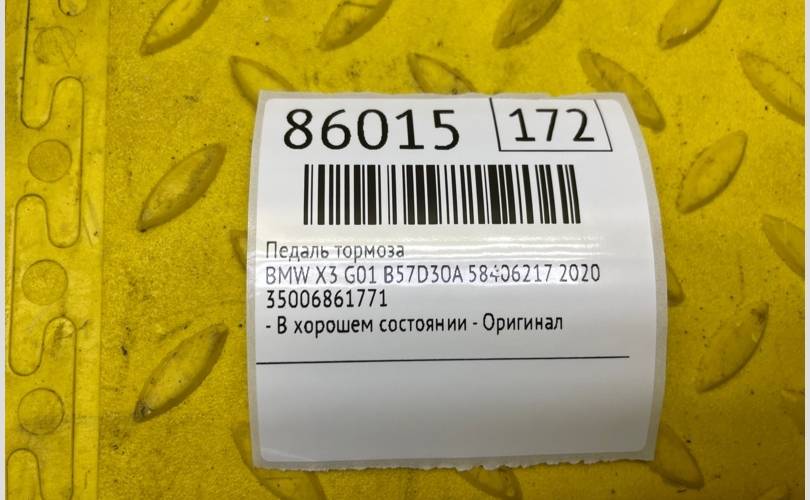 86015 172
Педаль тормоза
BMW X3 G01 B57D30A 58406217 2020
35006861771
- В хорошем состоянии - Оригинал